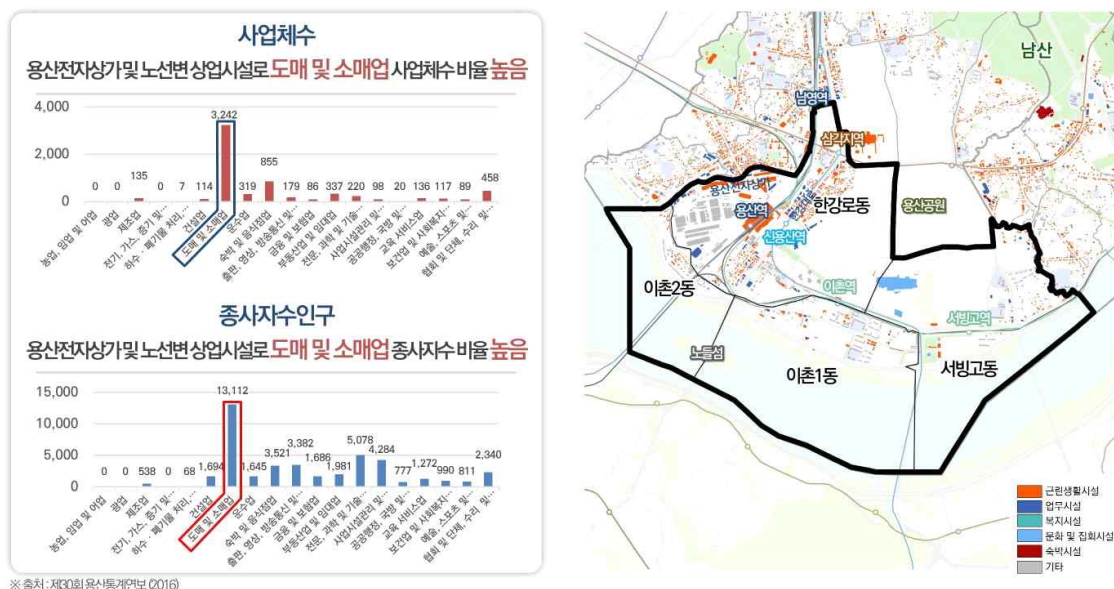 사업체수
용산전자상가 및 노선변 상업시설로 도매 및 소매업 사업체수 비율 높음
4,000
2,000
0
0
0
135
0
7
114
3,242
319
855
179
86
337
220
98
20
136
117
89
458
농업, 임업 및 어업
광업
제조업
전기, 가스, 증기 및…
하수 · 폐기물 처리,…
건설업
도매 및 소매업
운수업
숙박 및 음식점업
출판, 영상, 방송통신 및…
금융 및 보험업
부동산업 및 임대업
전문, 과학 및 기술…
사업시설관리 및…
공공행정, 국방 및…
교육 서비스업
보건업 및 사회복지…
예술, 스포츠 및…
협회 및 단체, 수리 및…
종사자수인구
용산전자상가 및 노선변 상업시설로 도매 및 소매업 종사자수 비율 높음
15,000
10,000
5,000
0
0
0
538
0
68
1,694
13,112
1,645
3,521
3,382
1,686
1,981
5,078
4,284
777
1,272
990
811
2,340
농업, 임업 및 어업
광업
제조업
전기, 가스, 증기 및…
하수 · 폐기물 처리,…
건설업
도매 및 소매업
운수업
숙박 및 음식점업
출판, 영상, 방송통신 및…
금융 및 보험업
부동산업 및 임대업
전문, 과학 및 기술…
사업시설관리 및…
공공행정, 국방 및…
교육 서비스업
보건업 및 사회복지…
예술, 스포츠 및…
협회 및 단체, 수리 및…
※ 출처 : 제30회 용산통계연보 (2016)
남산
남영역
삼각지역
용산전자상가
용산역
한강대로
한강로동
용산공원
신용산역
이촌2동
이촌역
서빙고역
노들섬
이촌1동
서빙고동
근린생활시설
업무시설
복지시설
문화 및 집회시설
숙박시설
기타